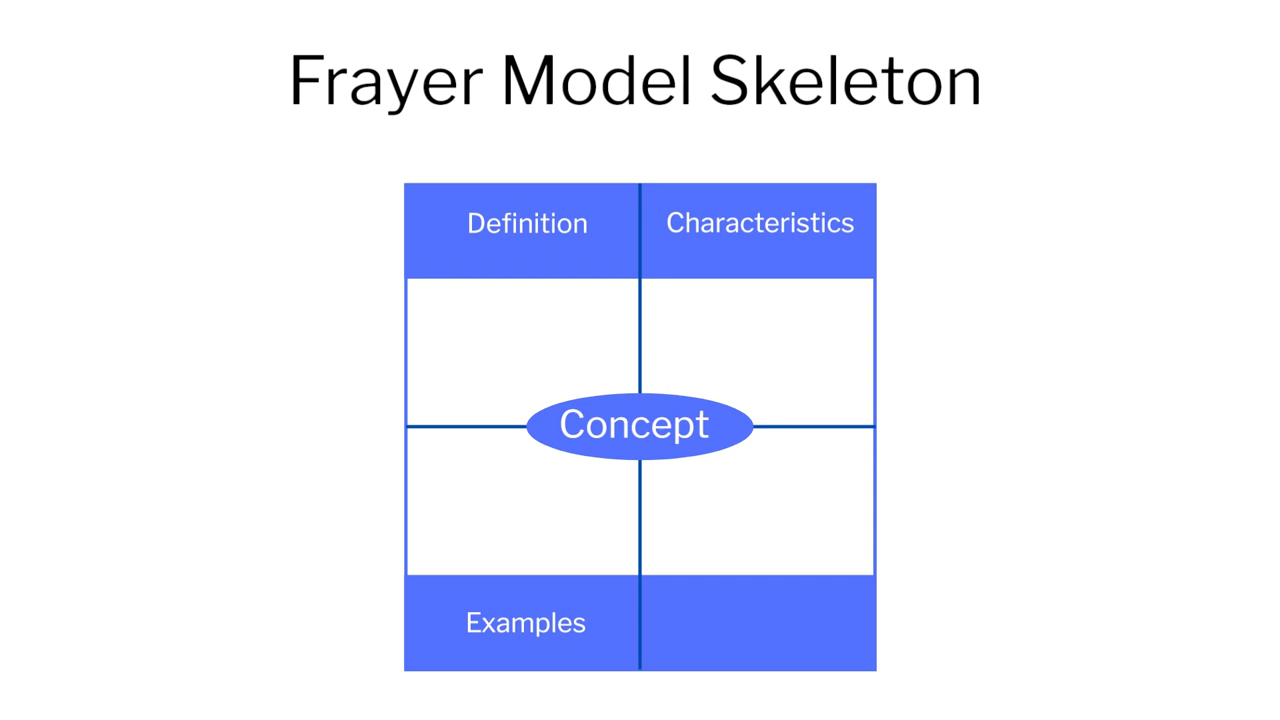 Frayer Model Skeleton
Definition
Characteristics
Concept
Examples